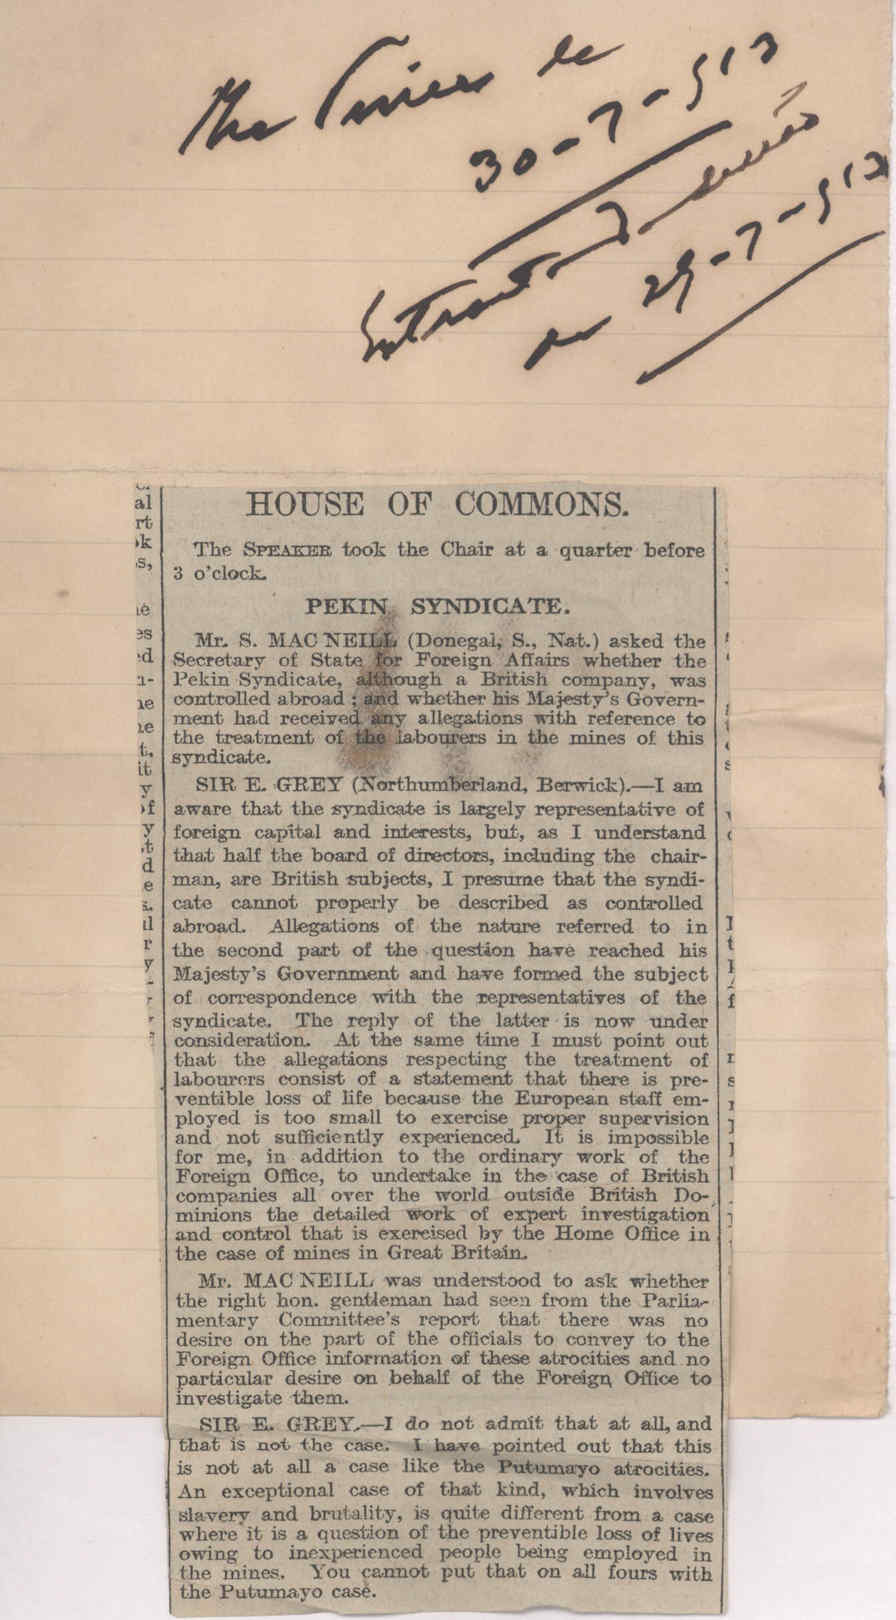 The Times de
30-7-913
Extrait d
du 29-7-913
HOUSE OF COMMONS.
The SPEAKER took the Chair at a quarter before
3 o'clock.
PEKIN SYNDICATE.
Mr. S. MAC NEILL (Donegal, S., Nat.) asked the
Secretary of State for Foreign Affairs whether the
Pekin Syndicate, although a British company, was
controlled abroad ; and whether his Majesty's Govern-
ment had received any allegations with reference to
the treatment of the labourers in the mines of this
syndicate.
SIR E. GREY (Northumberland, Berwick).—I am
aware that the syndicate is largely representative of
foreign capital and interests, but, as I understand
that half the board of directors, including the chair-
man, are British subjects, I presume that the syndi-
cate cannot properly be described as controlled
abroad. Allegations of the nature referred to in
the second part of the question have reached his
Majesty's Government and have formed the subject
of correspondence with the representatives of the
syndicate. The reply of the latter is now under
consideration. At the same time I must point out
that the allegations respecting the treatment of
labourers consist of a statement that there is pre-
ventible loss of life because the European staff em-
ployed is too small to exercise proper supervision
and not sufficiently experienced. It is impossible
for me, in addition to the ordinary work of the
Foreign Office, to undertake in the case of British
companies all over the world outside British Do-
minions the detailed work of expert investigation
and control that is exercised by the Home Office in
the case of mines in Great Britain.
Mr. MAC NEILL was understood to ask whether
the right hon. gentleman had seen from the Parlia-
mentary Committee's report that there was no
desire on the part of the officials to convey to the
Foreign Office information of these atrocities and no
particular desire on behalf of the Foreign Office to
investigate them.
SIR E. GREY.—I do not admit that at all, and
that is not the case. I have pointed out that this
is not at all a case like the Putumayo atrocities.
An exceptional case of that kind, which involves
slavery and brutality, is quite different from a case
where it is a question of the preventible loss of lives
owing to inexperienced people being employed in
the mines. You cannot put that on all fours with
the Putumayo case.